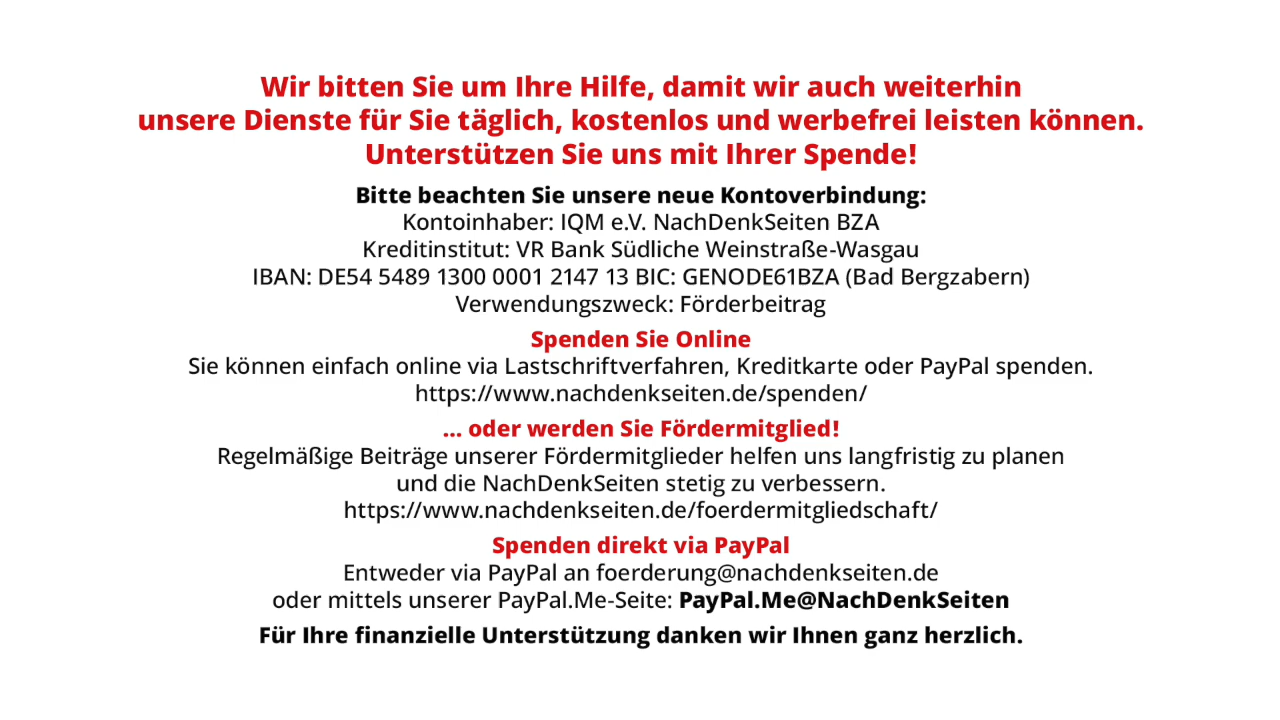 Wir bitten Sie um Ihre Hilfe, damit wir auch weiterhin
unsere Dienste für Sie täglich, kostenlos und werbefrei leisten können.
Unterstützen Sie uns mit Ihrer Spende!
Bitte beachten Sie unsere neue Kontoverbindung:
Kontoinhaber: IQM e.V. NachDenkSeiten BZA
Kreditinstitut: VR Bank Südliche Weinstraße-Wasgau
IBAN: DE54 5489 1300 0001 2147 13 BIC: GENODE61BZA (Bad Bergzabern)
Verwendungszweck: Förderbeitrag
Spenden Sie Online
Sie können einfach online via Lastschriftverfahren, Kreditkarte oder PayPal spenden.
https://www.nachdenkseiten.de/spenden/
... oder werden Sie Fördermitglied!
Regelmäßige Beiträge unserer Fördermitglieder helfen uns langfristig zu planen
und die NachDenkSeiten stetig zu verbessern.
https://www.nachdenkseiten.de/foerdermitgliedschaft/
Spenden direkt via PayPal
Entweder via PayPal an foerderung@nachdenkseiten.de
oder mittels unserer PayPal.Me-Seite: PayPal.Me@NachDenkSeiten
Für Ihre finanzielle Unterstützung danken wir Ihnen ganz herzlich.